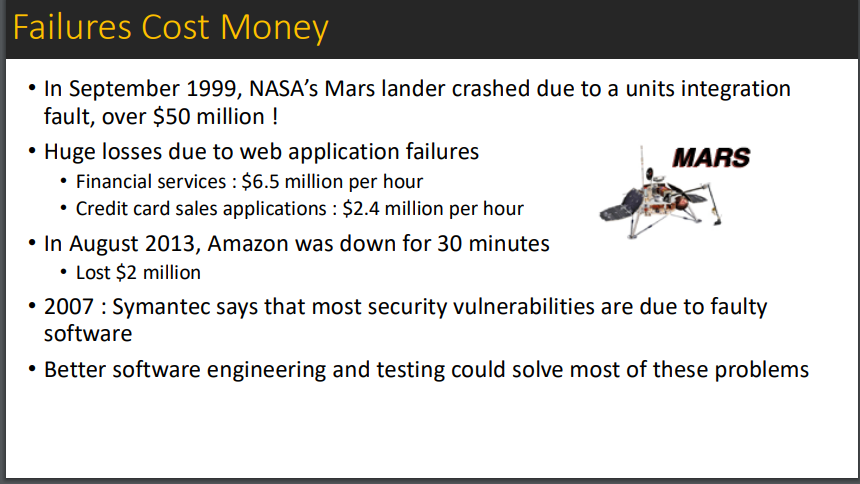 Failures Cost Money
• In September 1999, NASA’s Mars lander crashed due to a units integration
fault, over $50 million !
• Huge losses due to web application failures
• Financial services : $6.5 million per hour
• Credit card sales applications : $2.4 million per hour
MARS
• In August 2013, Amazon was down for 30 minutes
• Lost $2 million
• 2007 : Symantec says that most security vulnerabilities are due to faulty
software
• Better software engineering and testing could solve most of these problems